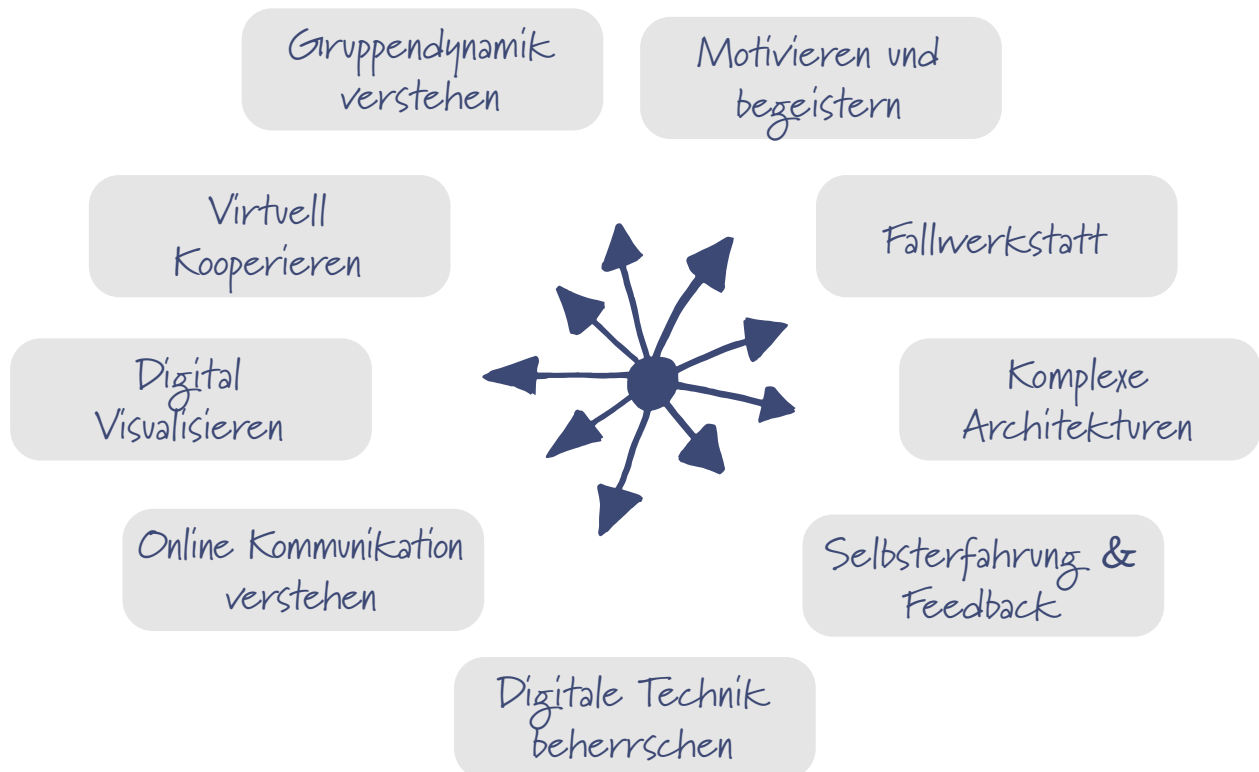 Gruppendynamik
verstehen
Motivieren und
begeistern
Virtuell
Kooperieren
Fallwerkstatt
Digital
Visualisieren
Komplexe
Architekturen
Online Kommunikation
verstehen
Selbsterfahrung &
Feedback
Digitale Technik
beherrschen